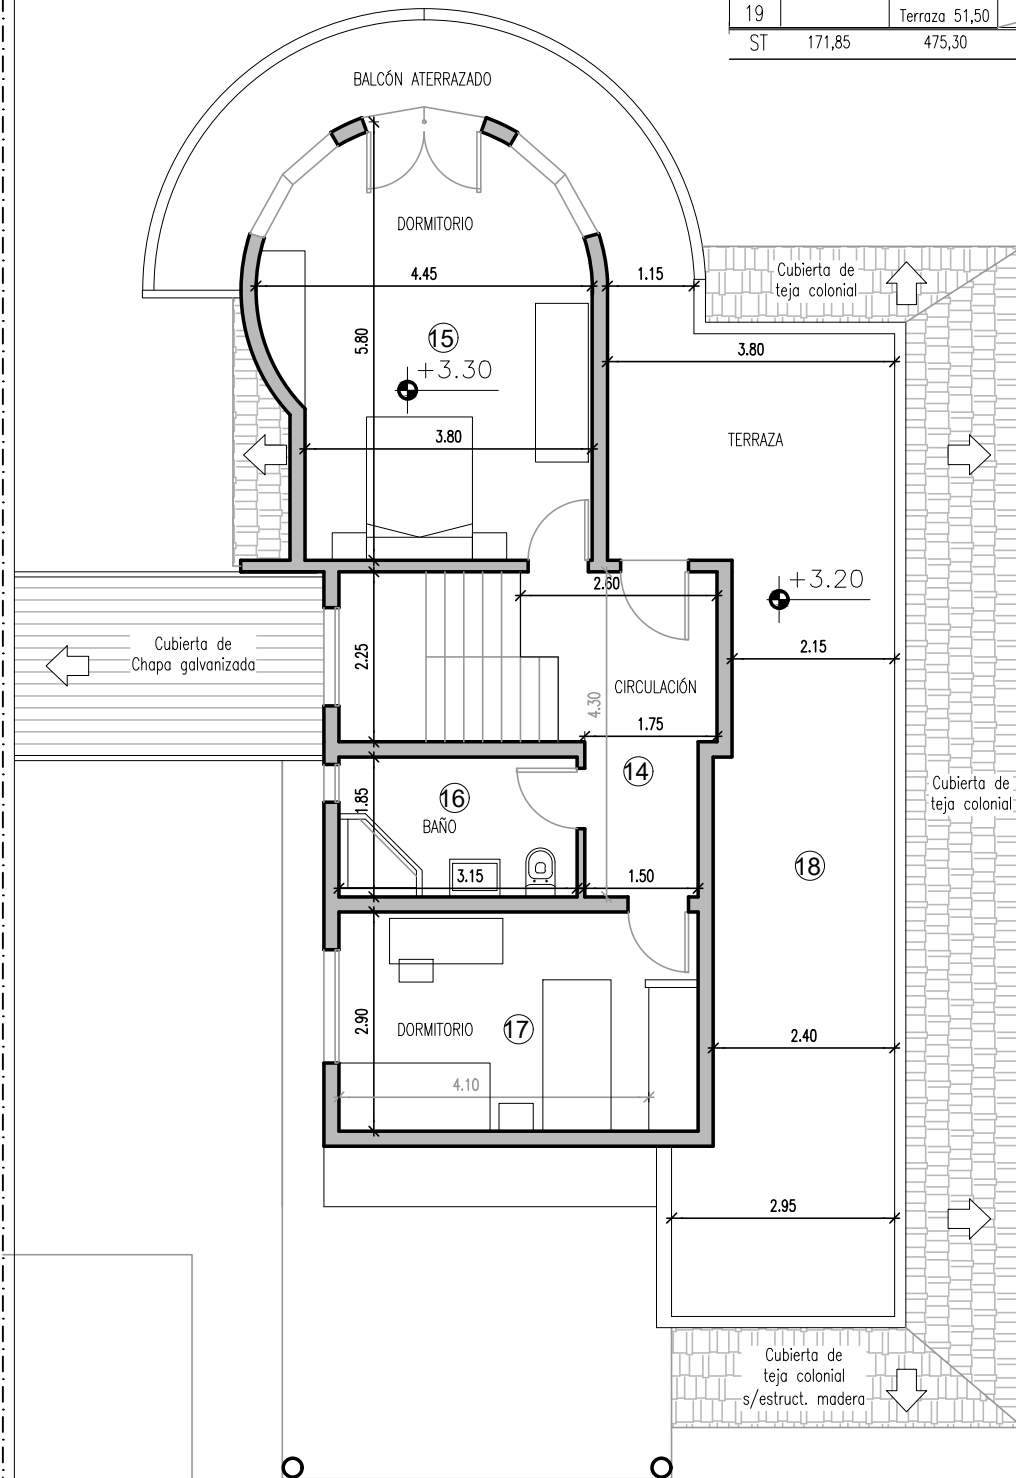 19 Terraza 51,50
ST 171,85 475,30
BALCÓN ATERRAZADO
DORMITORIO
4.45
1.15
Cubierta de
teja colonial
5.80
15
+3.30
3.80
3.80
TERRAZA
2.60
+3.20
Cubierta de
Chapa galvanizada
2.25
2.15
CIRCULACIÓN
4.30
1.75
14
16
1.85
BAÑO
Cubierta de
teja colonial
3.15
1.50
18
2.90
DORMITORIO
17
2.40
4.10
2.95
Cubierta de
teja colonial
s/estruct. madera